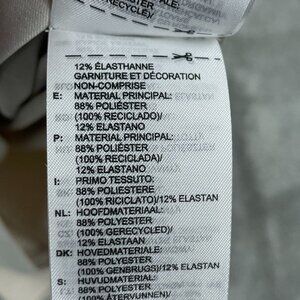 12% ÉLASTHANNE
GARNITURE ET DÉCORATION
NON-COMPRISE
E: MATERIAL PRINCIPAL:
88% POLIÉSTER
(100% RECICLADO)/
12% ELASTANO
P: MATERIAL PRINCIPAL:
88% POLIÉSTER
(100% RECICLADA)/
12% ELASTANO
I: PRIMO TESSUTO:
88% POLIESTERE
(100% RICICLATO)/12% ELASTAN
NL: HOOFDMATERIAAL:
88% POLYESTER
(100% GERECYCLED)/
12% ELASTAAN
DK: HOVEDMATERIALE:
88% POLYESTER
(100% GENBRUGS)/12% ELASTAN
S: HUVUDMATERIAL:
88% POLYESTER
(100% ÅTERVUNNEN)/